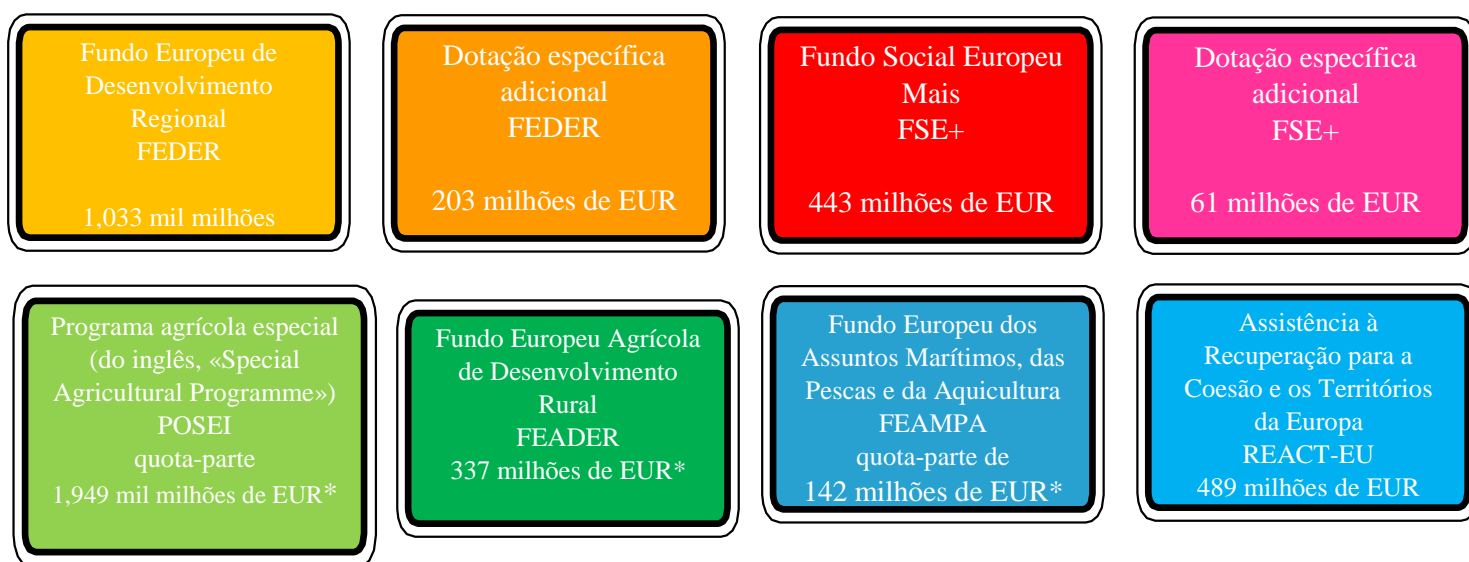 Fundo Europeu de
Desenvolvimento
Regional
FEDER
1,033 mil milhões
Dotação específica
adicional
FEDER
203 milhões de EUR
Fundo Social Europeu
Mais
FSE+
443 milhões de EUR
Dotação específica
adicional
FSE+
61 milhões de EUR
Programa agrícola especial
(do inglês, «Special
Agricultural Programme»)
POSEI
quota-parte
1,949 mil milhões de EUR*
Fundo Europeu Agrícola
de Desenvolvimento
Rural
FEADER
337 milhões de EUR*
Fundo Europeu dos
Assuntos Marítimos, das
Pescas e da Aquicultura
FEAMPA
quota-parte de
142 milhões de EUR*
Assistência à
Recuperação para a
Coesão e os Territórios
da Europa
REACT-EU
489 milhões de EUR